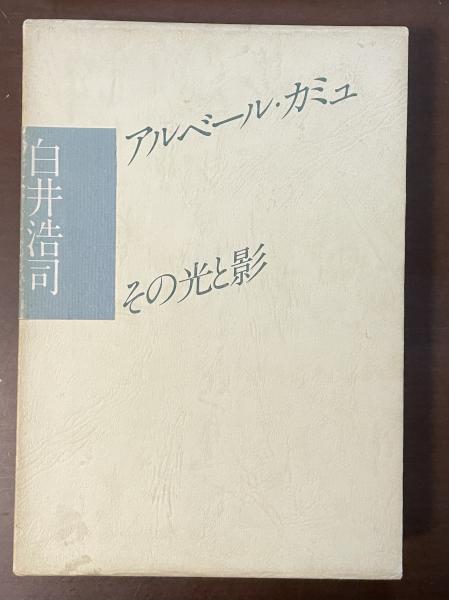 アルベール・カミュ
その光と影
白井浩司